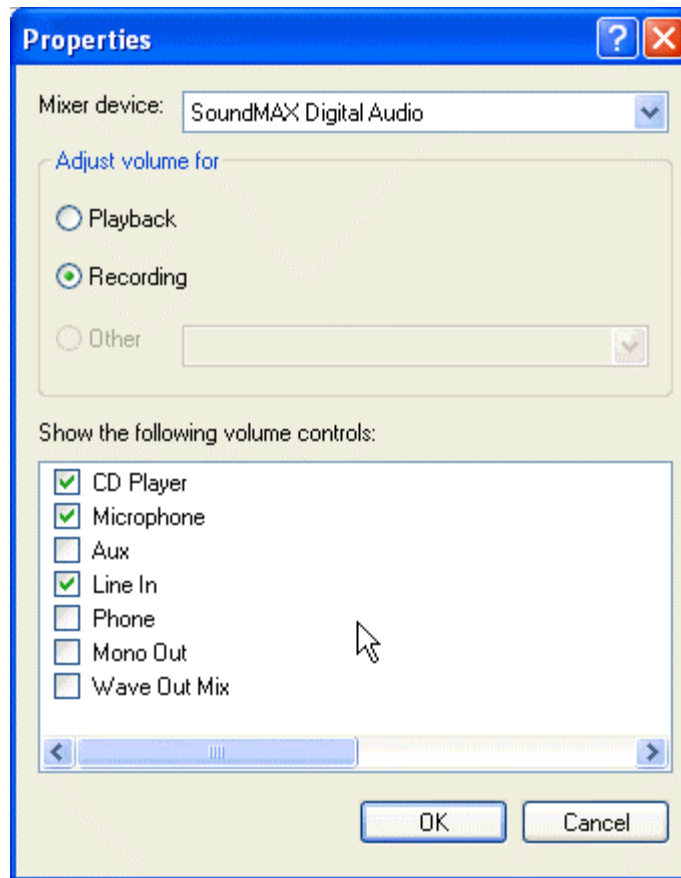 Properties
Mixer device: SoundMAX Digital Audio
Adjust volume for
Playback
Recording
Other
Show the following volume controls:
CD Player
Microphone
Aux
Line In
Phone
Mono Out
Wave Out Mix
OK Cancel